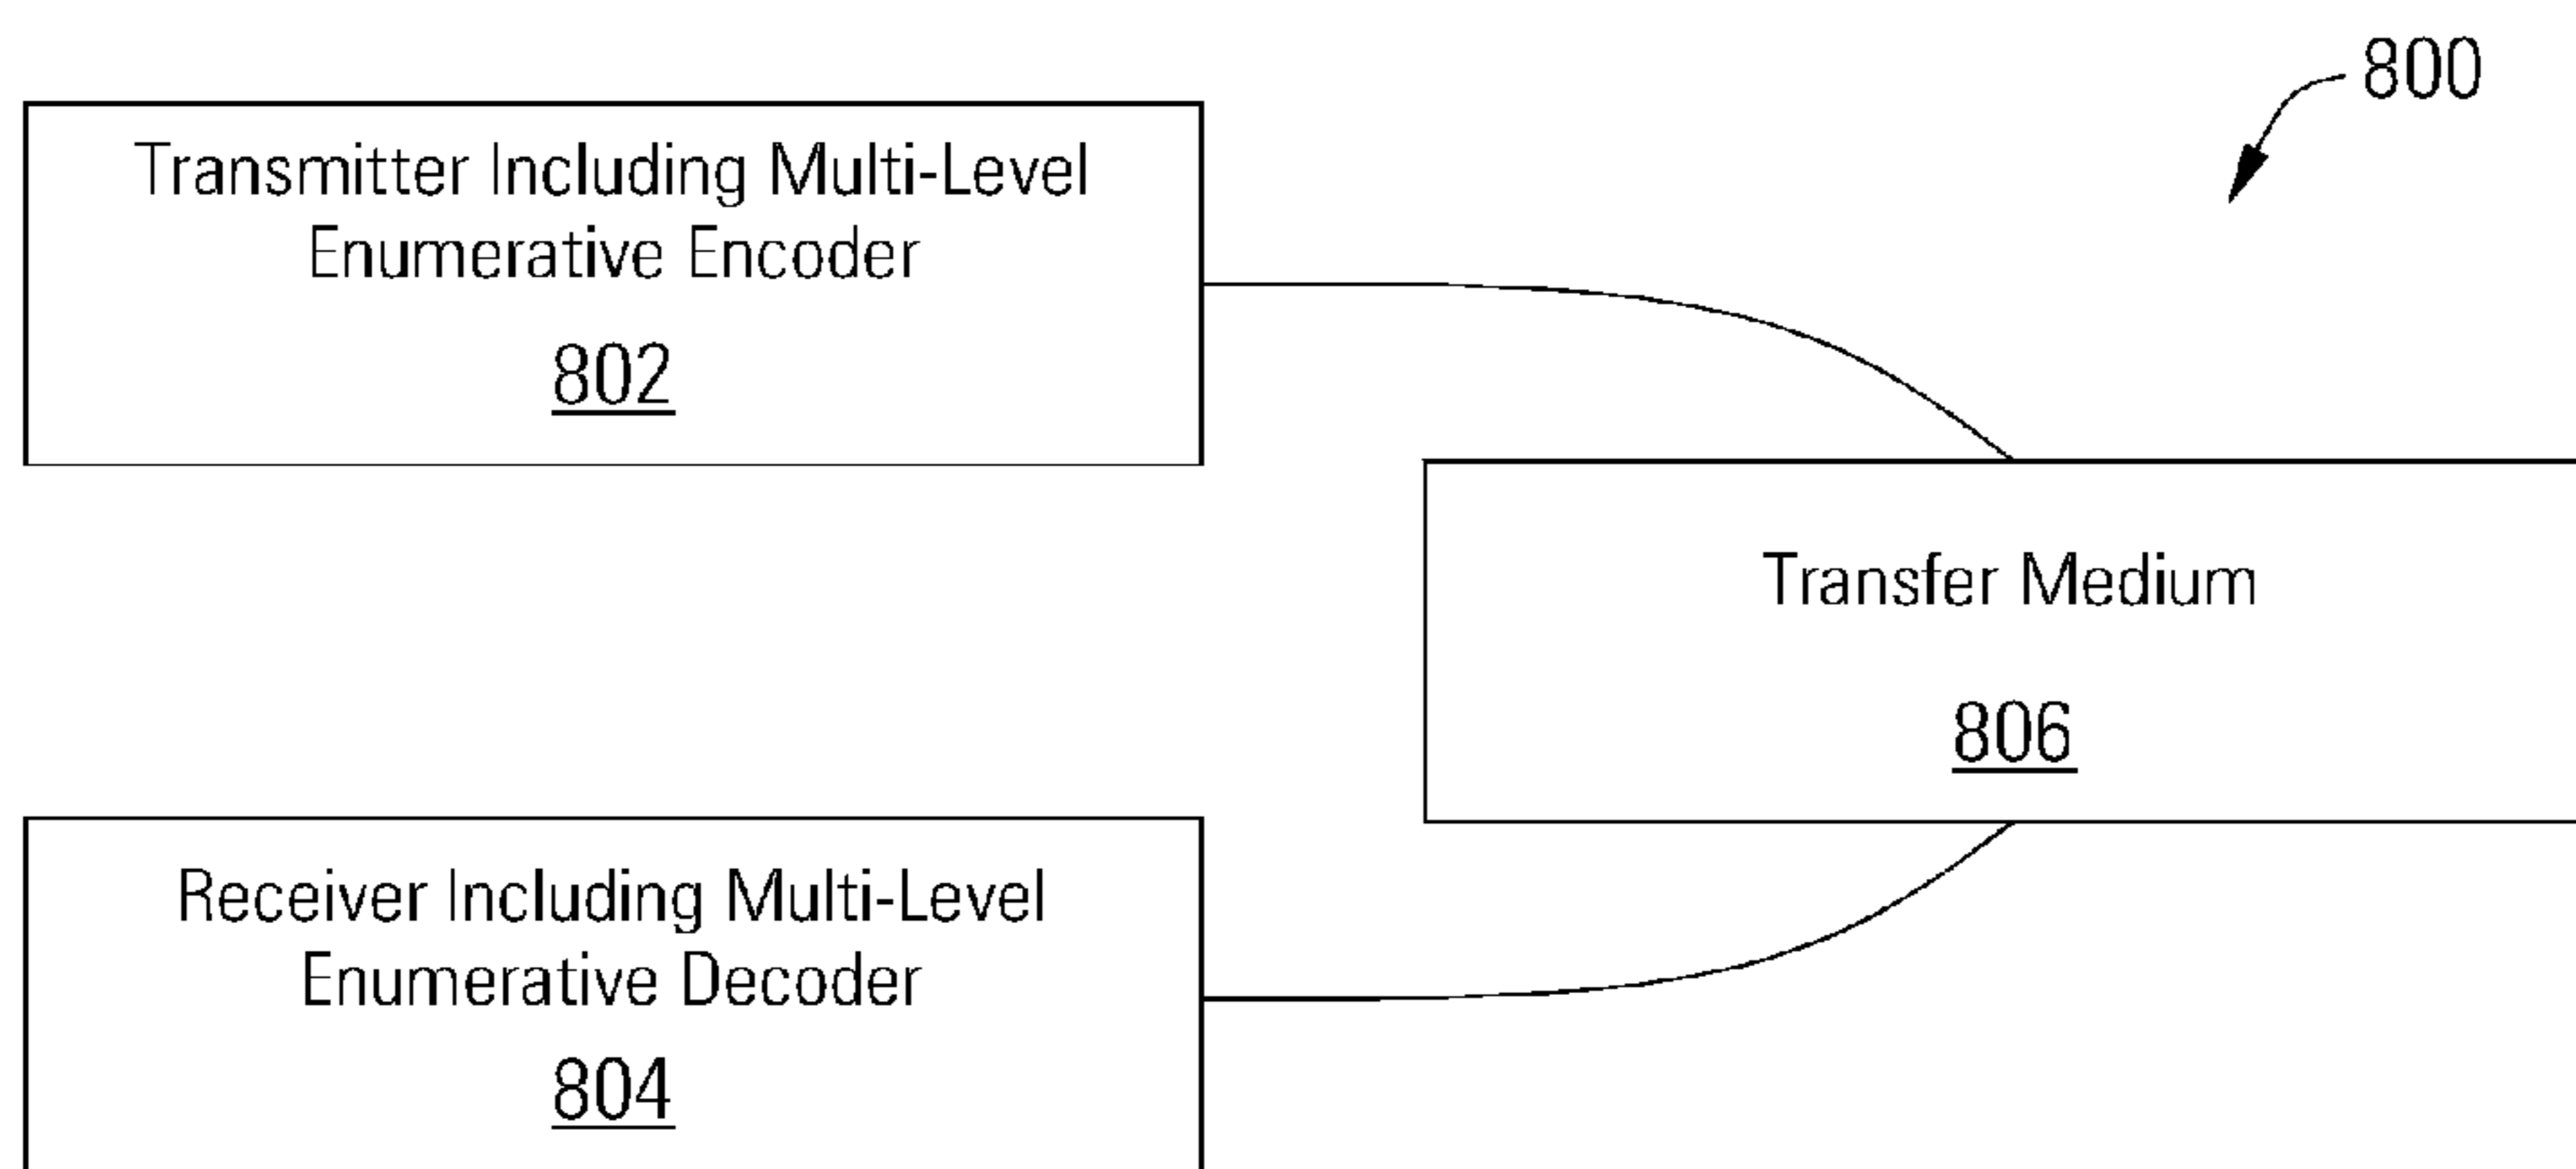 800
Transmitter Including Multi-Level
Enumerative Encoder
802
Transfer Medium
806
Receiver Including Multi-Level
Enumerative Decoder
804